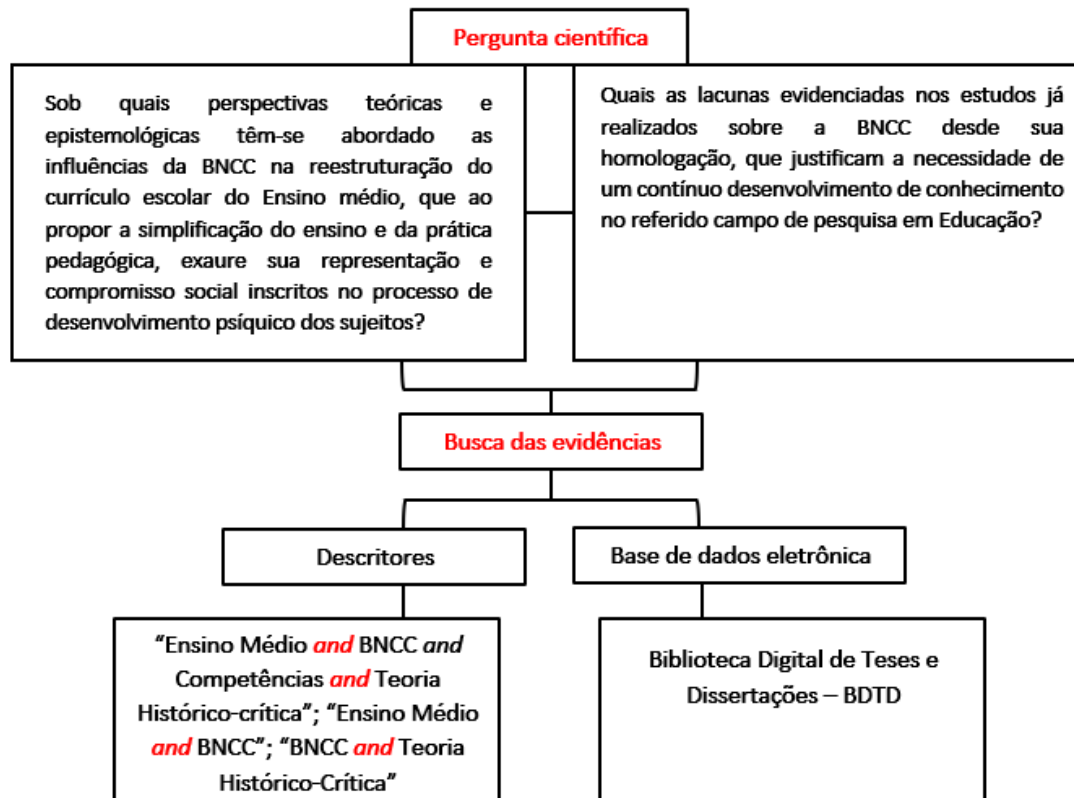 Pergunta científica
Sob quais perspectivas teóricas e
epistemológicas têm-se abordado as
influências da BNCC na reestruturação do
currículo escolar do Ensino médio, que ao
propor a simplificação do ensino e da prática
pedagógica, exaure sua representação e
compromisso social inscritos no processo de
desenvolvimento psíquico dos sujeitos?
Quais as lacunas evidenciadas nos estudos já
realizados sobre a BNCC desde sua
homologação, que justificam a necessidade de
um contínuo desenvolvimento de conhecimento
no referido campo de pesquisa em Educação?
Busca das evidências
Descritores
“Ensino Médio and BNCC and
Competências and Teoria
Histórico-crítica”; “Ensino Médio
and BNCC”; “BNCC and Teoria
Histórico-Crítica”
Base de dados eletrônica
Biblioteca Digital de Teses e
Dissertações – BDTD